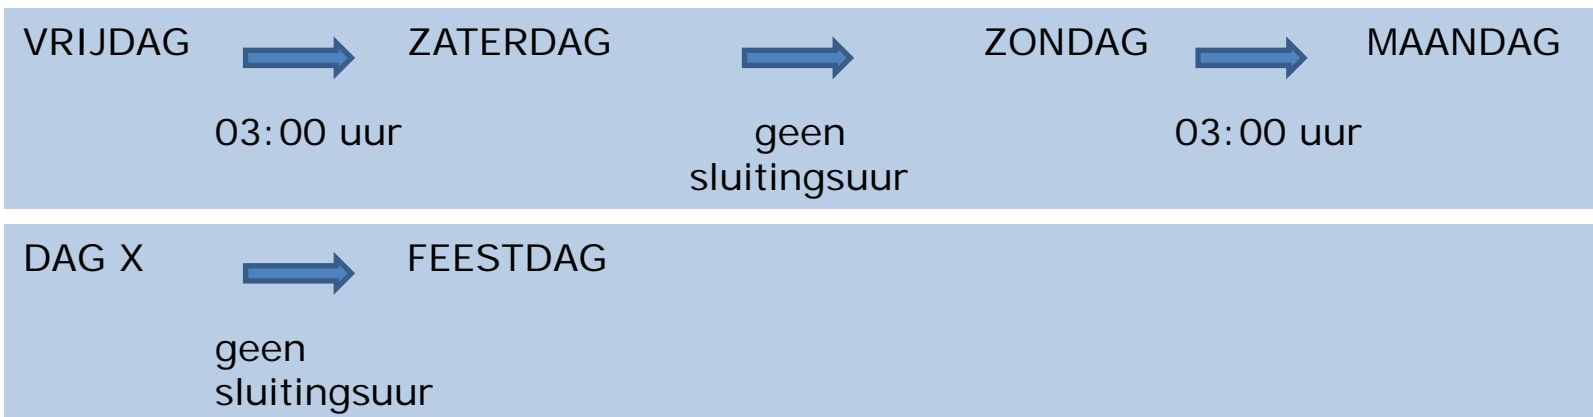 VRIJDAG ZATERDAG ZONDAG MAANDAG
03:00 uur geen 03:00 uur
sluitingsuur
DAG X FEESTDAG
geen
sluitingsuur